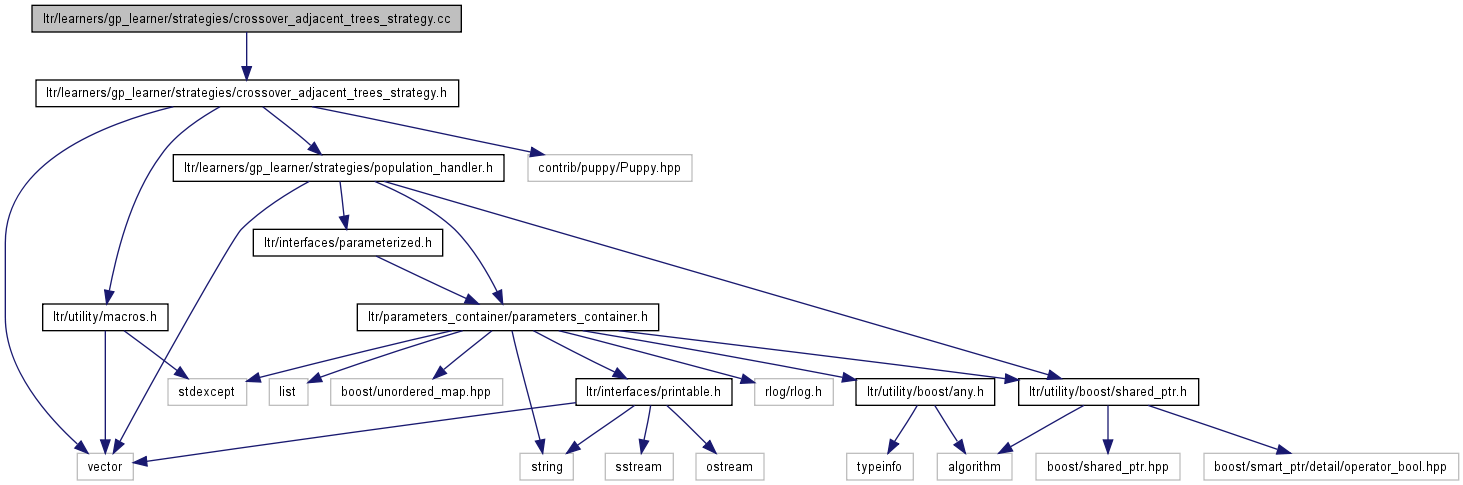 ltr/learners/gp_learner/strategies/crossover_adjacent_trees_strategy.cc
ltr/learners/gp_learner/strategies/crossover_adjacent_trees_strategy.h
ltr/learners/gp_learner/strategies/population_handler.h
contrib/puppy/Puppy.hpp
ltr/interfaces/parameterized.h
ltr/utility/macros.h
ltr/parameters_container/parameters_container.h
stdexcept
list
boost/unordered_map.hpp
ltr/interfaces/printable.h
rlog/rlog.h
ltr/utility/boost/any.h
ltr/utility/boost/shared_ptr.h
vector
string
sstream
ostream
typeinfo
algorithm
boost/shared_ptr.hpp
boost/smart_ptr/detail/operator_bool.hpp